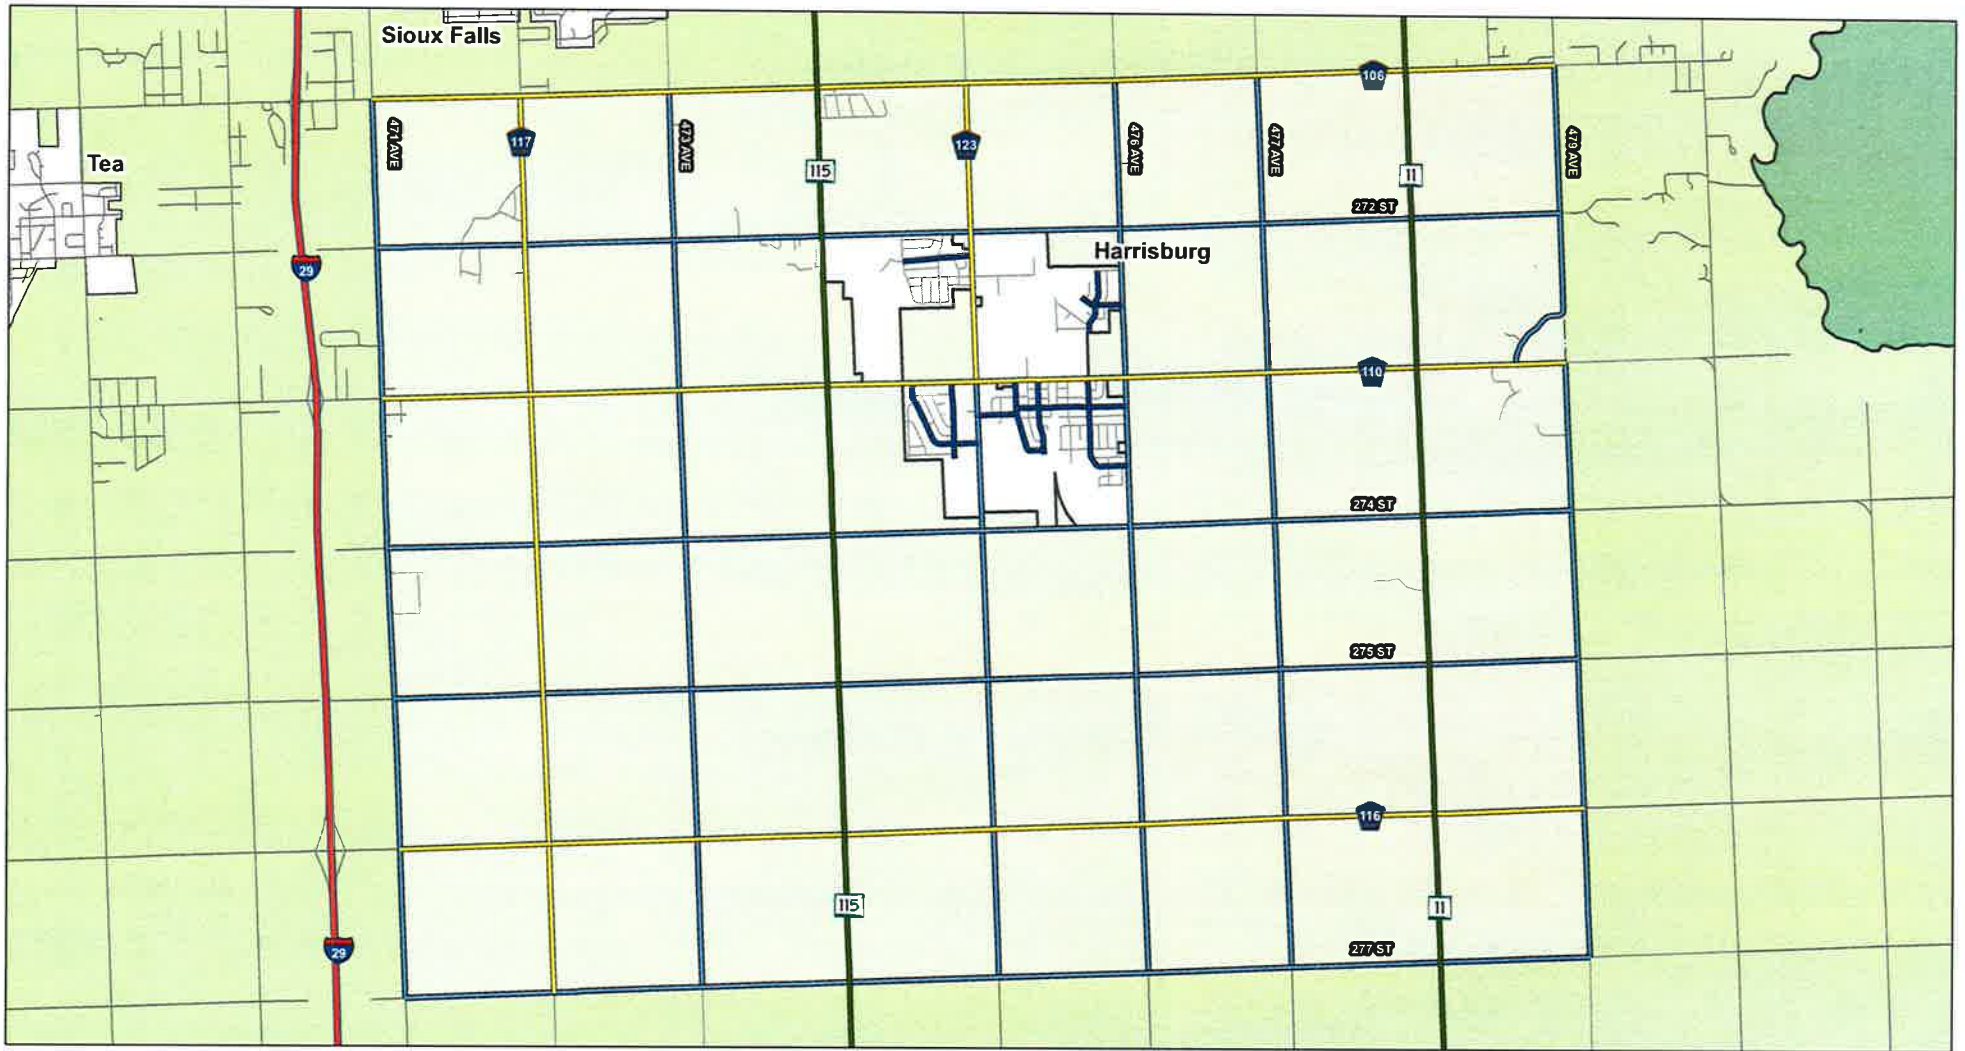 Sioux Falls
106
471 AVE
117
473 AVE
123
476 AVE
477 AVE
479 AVE
Tea
115
11
272 ST
Harrisburg
29
110
274 ST
275 ST
116
115
11
277 ST
29